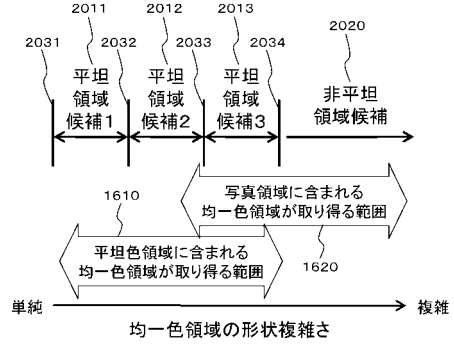 2011
2012
2013
2020
2031
2032
2033
2034
平坦
領域
候補1
平坦
領域
候補2
平坦
領域
候補3
非平坦
領域候補
写真領域に含まれる
均一色領域が取り得る範囲
1610
平坦色領域に含まれる
均一色領域が取り得る範囲
1620
単純
複雑
均一色領域の形状複雑さ